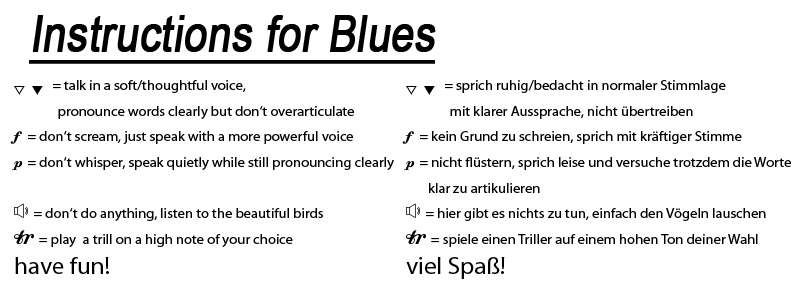 Instructions for Blues
▽ ▼ = talk in a soft/thoughtful voice,
pronounce words clearly but don't overarticulate
f = don't scream, just speak with a more powerful voice
p = don't whisper, speak quietly while still pronouncing clearly
= don't do anything, listen to the beautiful birds
tr = play a trill on a high note of your choice
have fun!
▽ ▼ = sprich ruhig/bedacht in normaler Stimmlage
mit klarer Aussprache, nicht übertreiben
f = kein Grund zu schreien, sprich mit kräftiger Stimme
p = nicht flüstern, sprich leise und versuche trotzdem die Worte
klar zu artikulieren
= hier gibt es nichts zu tun, einfach den Vögeln lauschen
tr = spiele einen Triller auf einem hohen Ton deiner Wahl
viel Spaß!